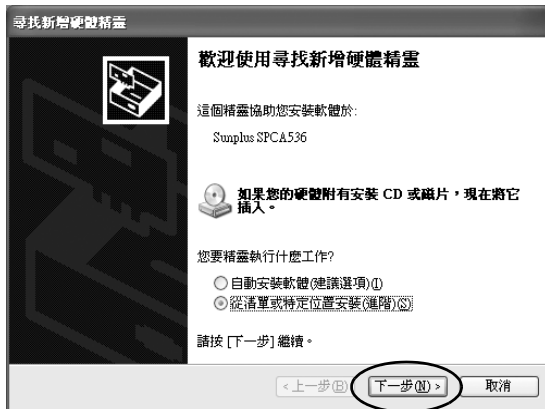 尋找新增硬體精靈
歡迎使用尋找新增硬體精靈
這個精靈協助您安裝軟體於:
Sunplus SPCA536
如果您的硬體附有安裝 CD 或磁片，現在將它
插入。
您要精靈執行什麼工作?
自動安裝軟體(建議選項)(I)
從清單或特定位置安裝(進階)(S)
請按 [下一步] 繼續。
<上一步(B) 下一步(N) > 取消